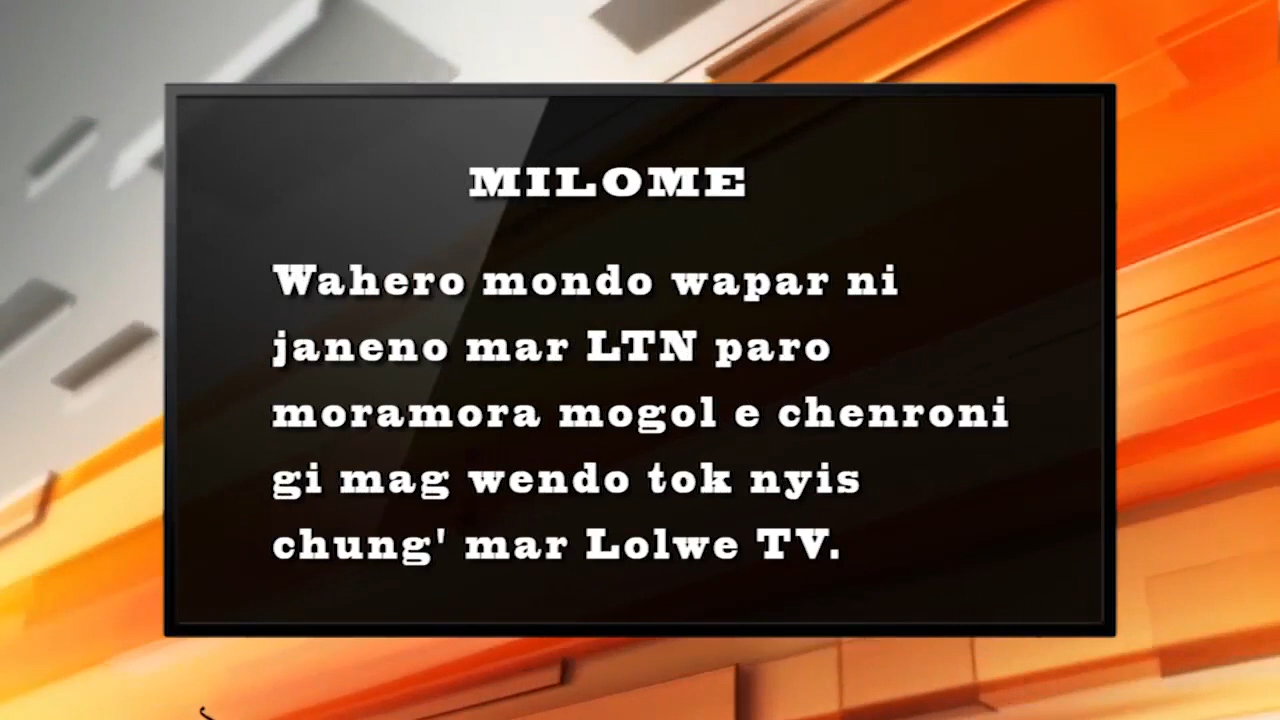 MILOME
Wahero mondo wapar ni
janeno mar LTN paro
moramora mogol e chenroni
gi mag wendo tok nyis
chung' mar Lolwe TV.